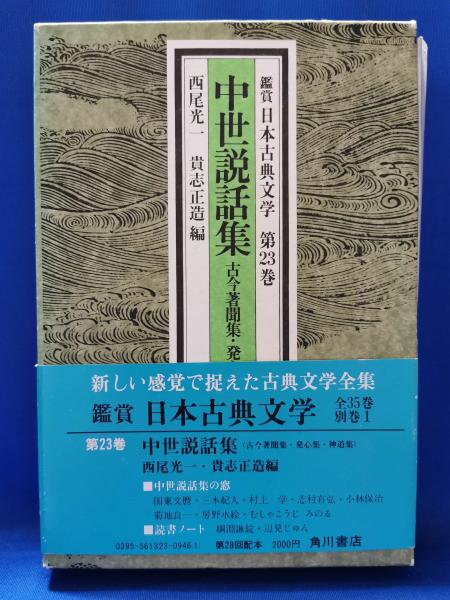 鑑賞 日本古典文学 第23巻
中世説話集 古今著聞集・発
西尾光一 貴志正造 編
新しい感覚で捉えた古典文学全集
鑑賞 日本古典文学 全35巻 別巻1
第23巻 中世説話集(古今著聞集・発心集・神道集)
西尾光一・貴志正造編
■中世説話集の窓
国東文麿・三木紀人・村上 学・志村有弘・小林保治
菊地良一・房野水絵・むしゃこうじ みのる
■読書ノート 綱淵謙錠・辺見じゅん
0395-561323-0946(1) 第28回配本 2000円 角川書店